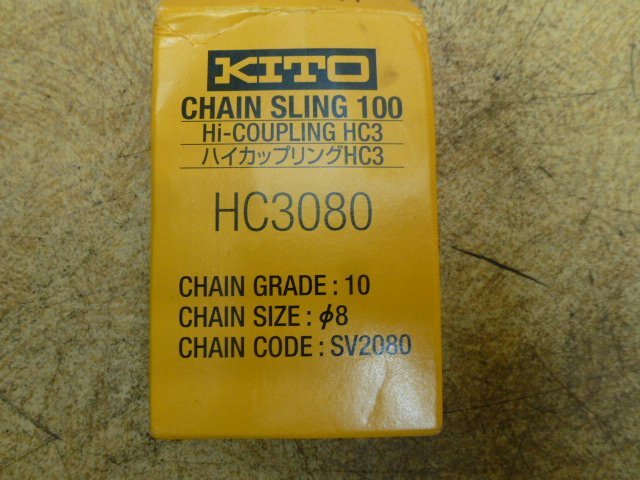 KITO
CHAIN SLING 100
Hi-COUPLING HC3
ハイカップリングHC3
HC3080
CHAIN GRADE : 10
CHAIN SIZE : φ8
CHAIN CODE : SV2080